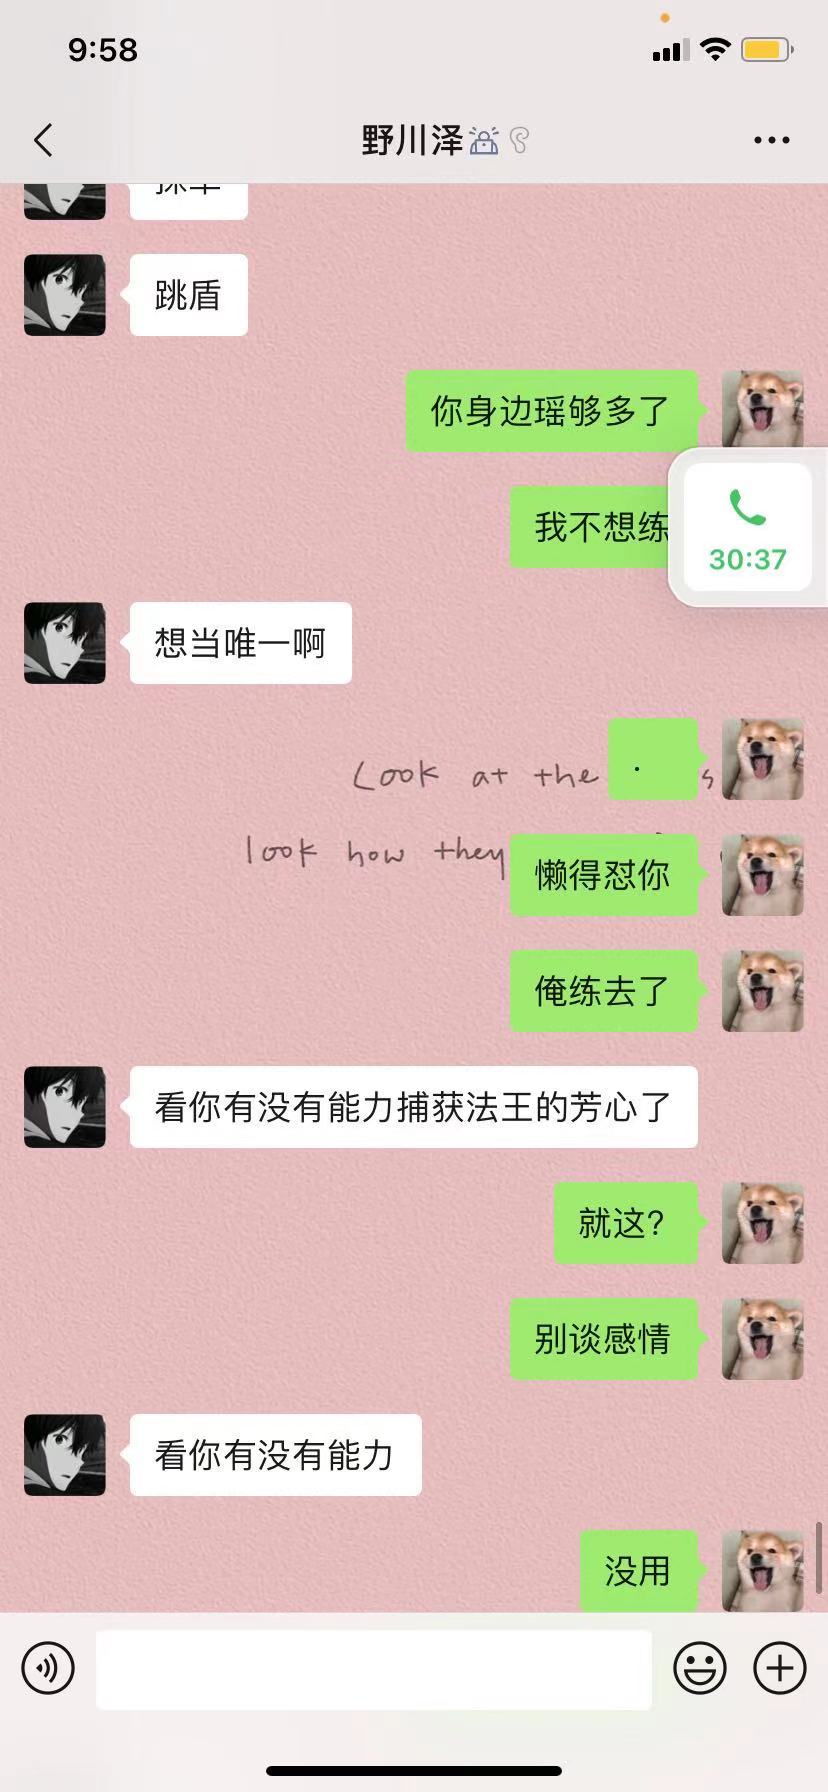 9:58
野川泽
跳盾
你身边瑶够多了
我不想练
30:37
想当唯一啊
.
Look at the s
look how they
懒得怼你
俺练去了
看你有没有能力捕获法王的芳心了
就这?
别谈感情
看你有没有能力
没用